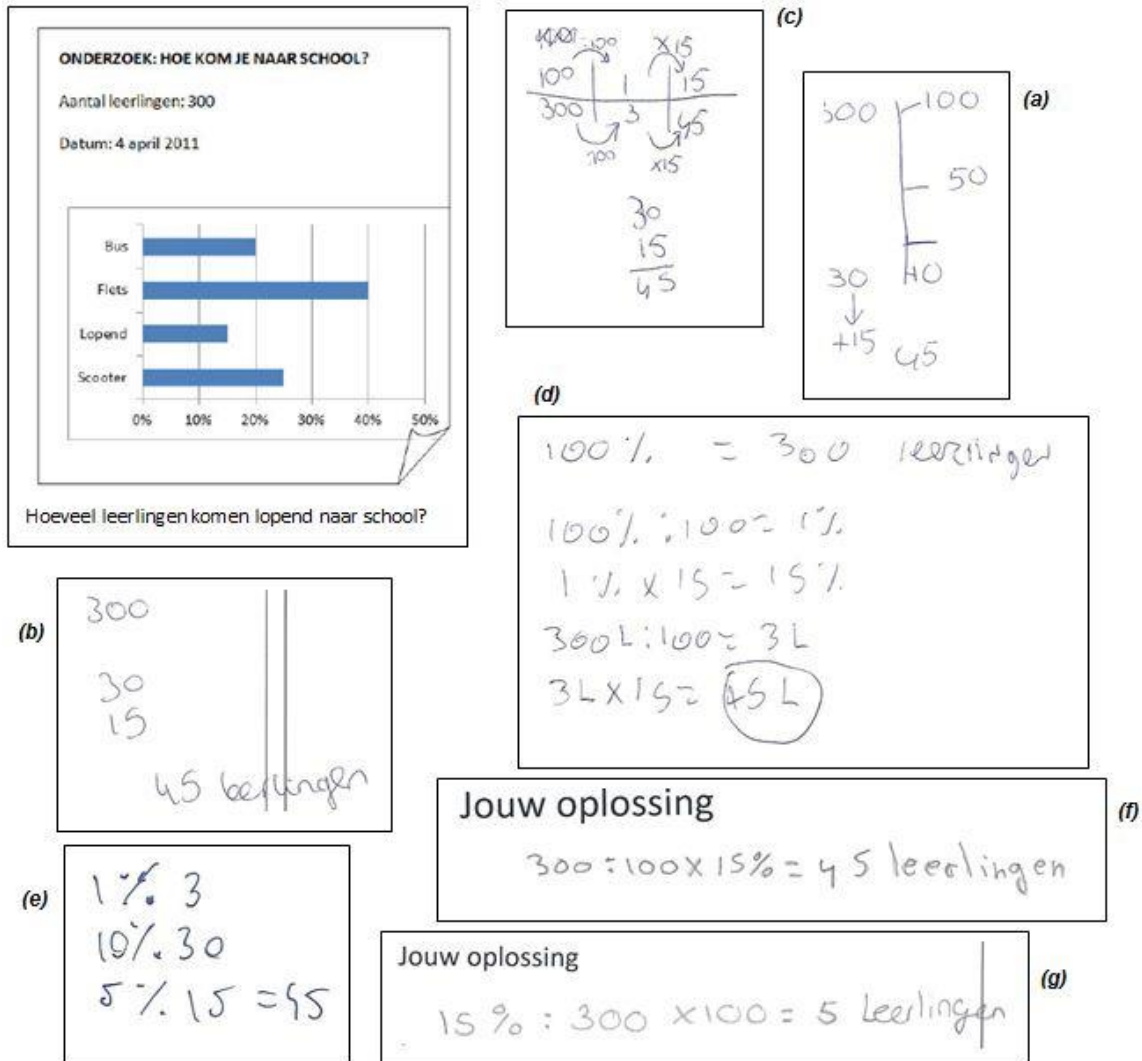 ONDERZOEK: HOE KOM JE NAAR SCHOOL?
Aantal leerlingen: 300
Datum: 4 april 2011
Bus
Fiets
Lopend
Scooter
0% 10% 20% 30% 40% 50%
Hoeveel leerlingen komen lopend naar school?
(c)
:100 X15
100 1 15
300 3 45
:100 x15
30
15
45
(a)
300 100
50
30 10
+15 45
(d)
100% = 300 leerlingen
100% : 100 = 1%
1% X 15 = 15%
300L : 100 = 3L
3L X 15 = 45L
(b)
300
30
15
45 leerlingen
(e)
1% 3
10% 30
5% 15 = 45
(f)
Jouw oplossing
300 : 100 X 15% = 45 leerlingen
(g)
Jouw oplossing
15% : 300 X100 = 5 Leerlingen